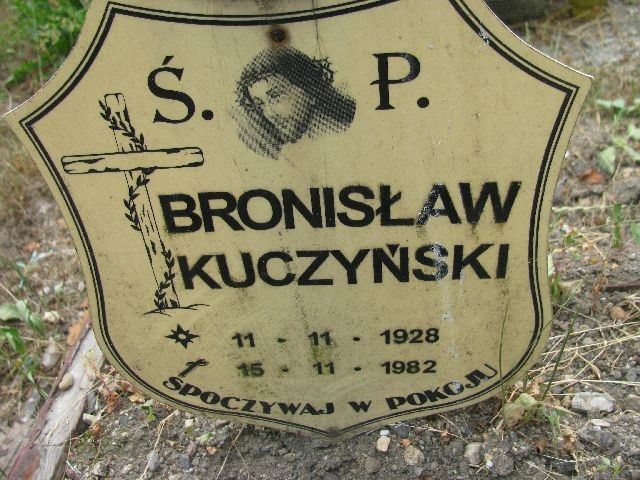 Ś. P.
BRONISŁAW
KUCZYŃSKI
11 - 11 - 1928
15 - 11 - 1982
SPOCZYWAJ W POKOJU